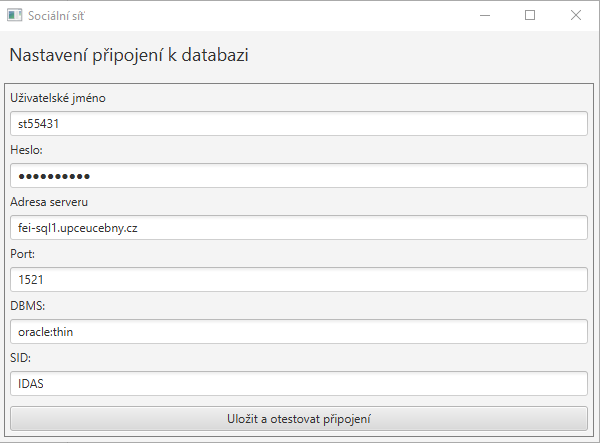 Sociální síť
Nastavení připojení k databazi
Uživatelské jméno
st55431
Heslo:
●●●●●●●●●●
Adresa serveru
fei-sql1.upceucebny.cz
Port:
1521
DBMS:
oracle:thin
SID:
IDAS
Uložit a otestovat připojení